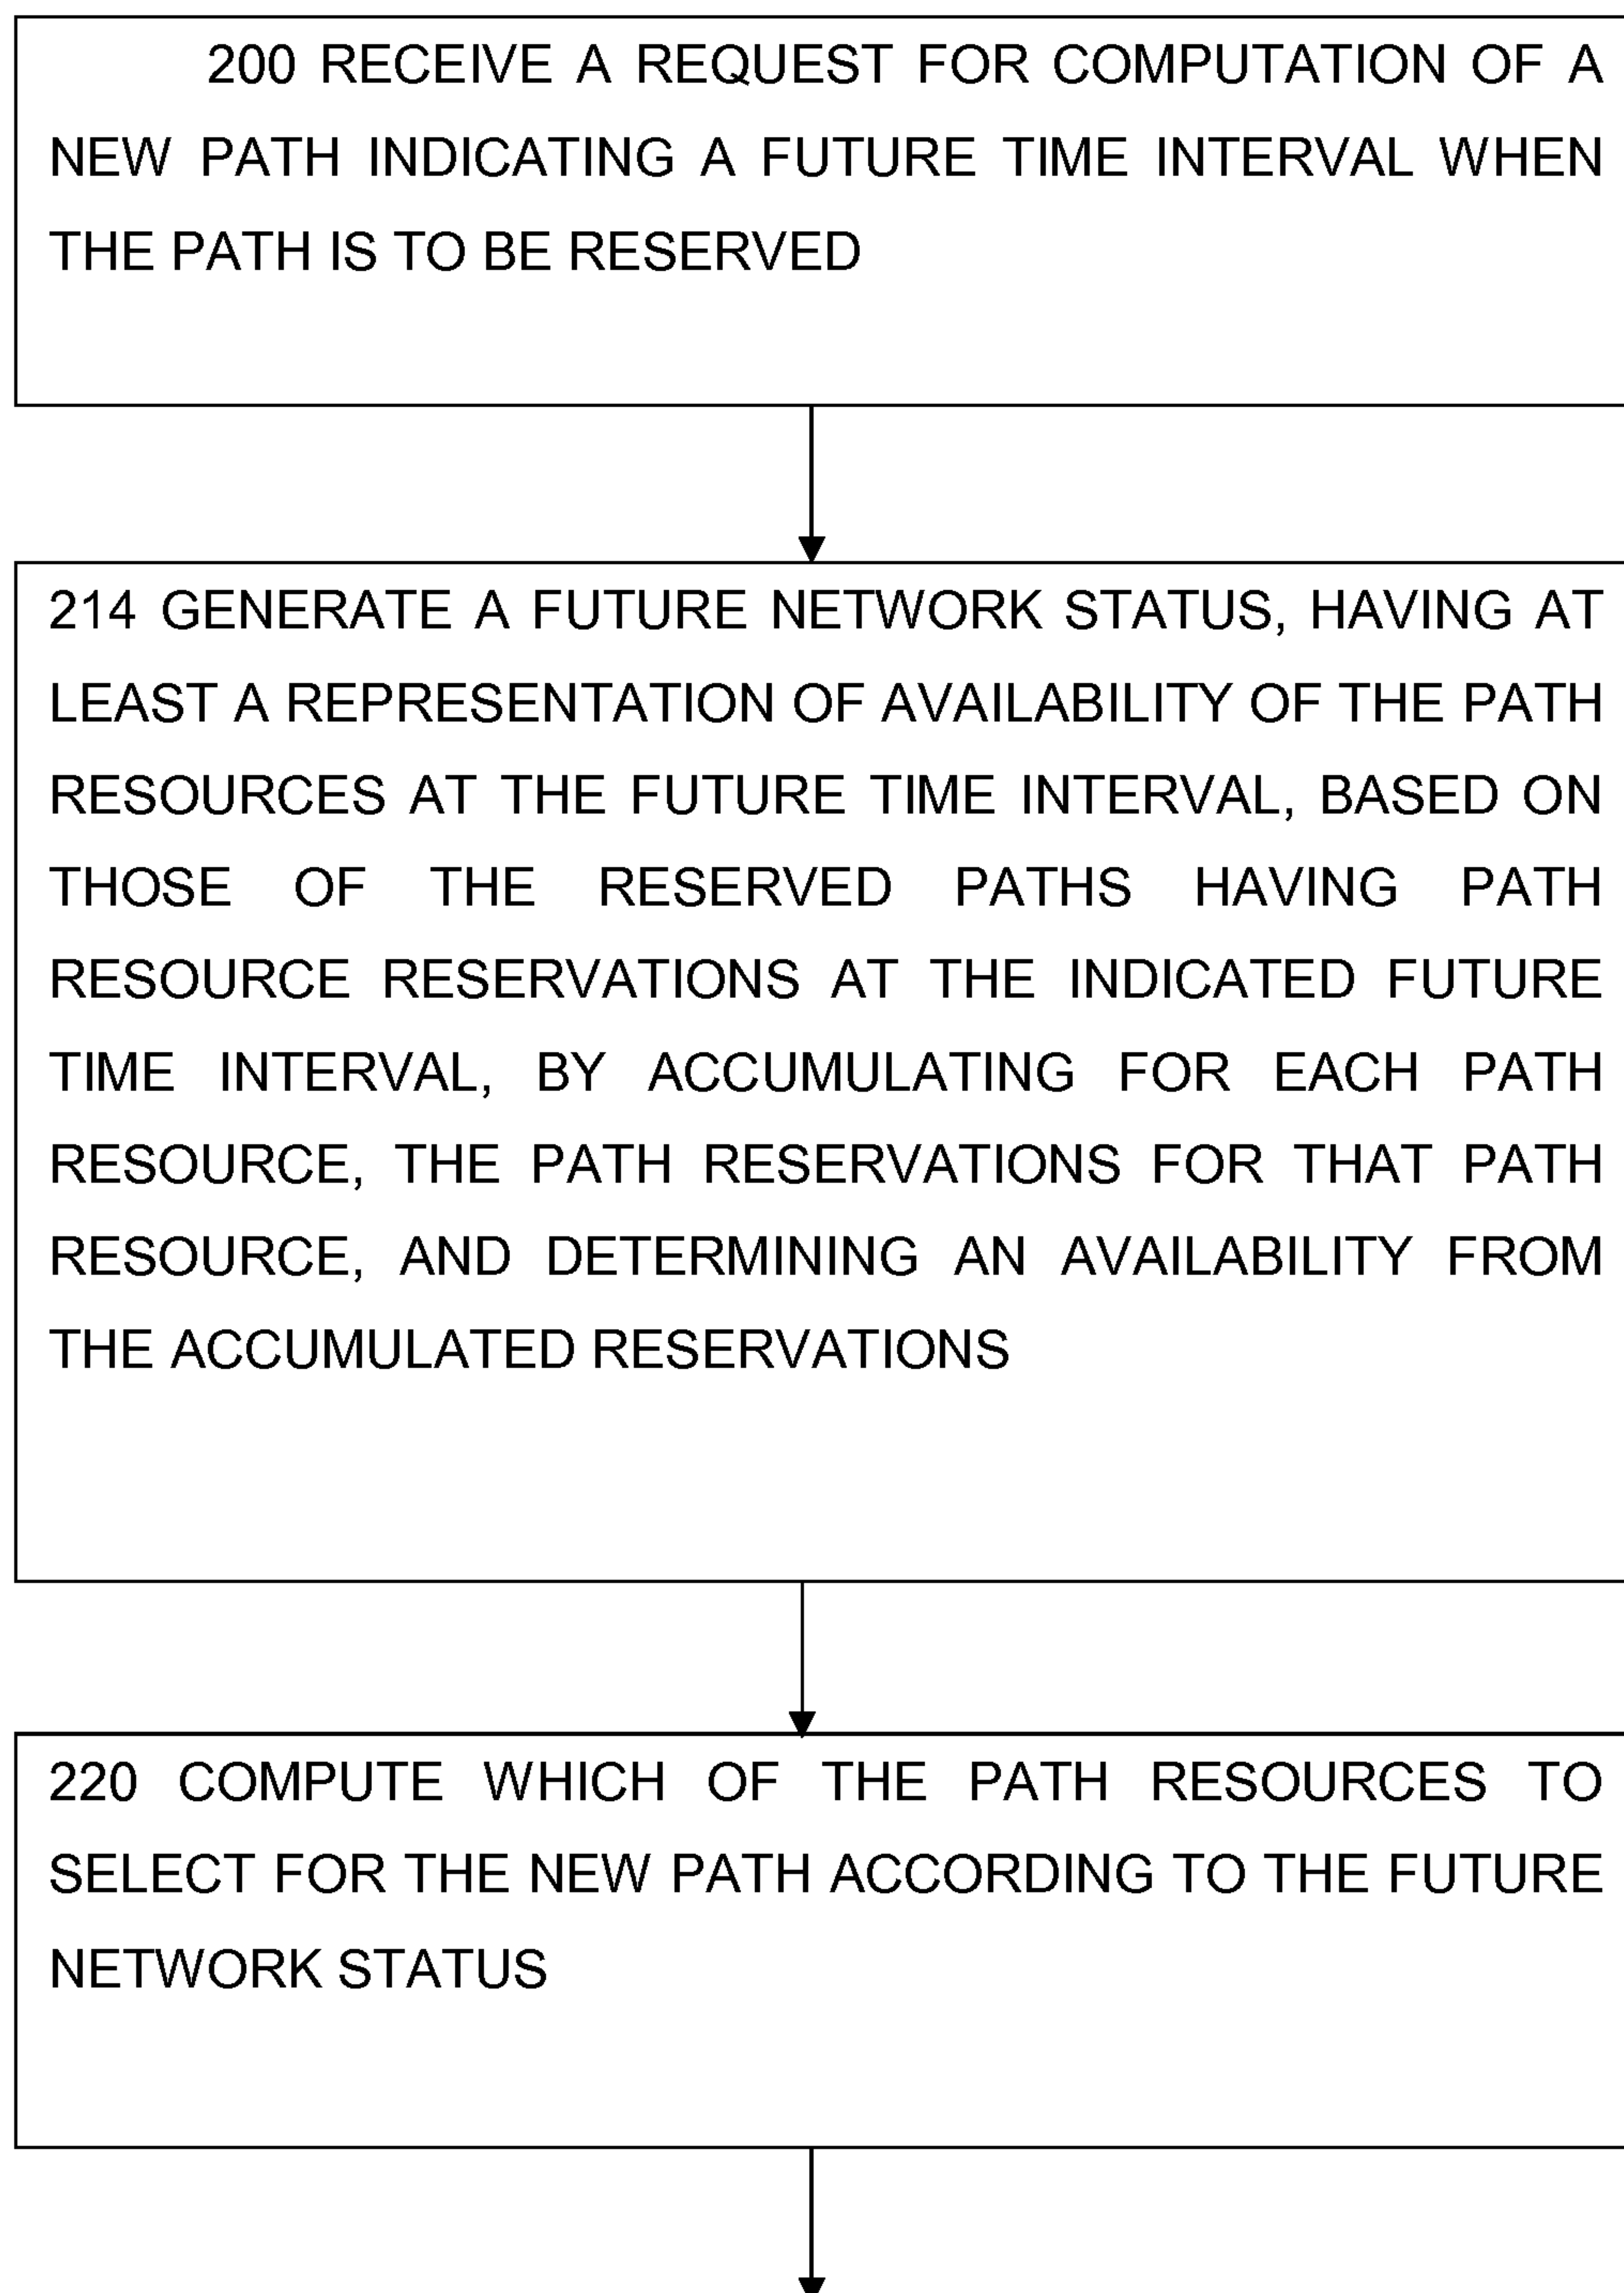 200 RECEIVE A REQUEST FOR COMPUTATION OF A
NEW PATH INDICATING A FUTURE TIME INTERVAL WHEN
THE PATH IS TO BE RESERVED
214 GENERATE A FUTURE NETWORK STATUS, HAVING AT
LEAST A REPRESENTATION OF AVAILABILITY OF THE PATH
RESOURCES AT THE FUTURE TIME INTERVAL, BASED ON
THOSE OF THE RESERVED PATHS HAVING PATH
RESOURCE RESERVATIONS AT THE INDICATED FUTURE
TIME INTERVAL, BY ACCUMULATING FOR EACH PATH
RESOURCE, THE PATH RESERVATIONS FOR THAT PATH
RESOURCE, AND DETERMINING AN AVAILABILITY FROM
THE ACCUMULATED RESERVATIONS
220 COMPUTE WHICH OF THE PATH RESOURCES TO
SELECT FOR THE NEW PATH ACCORDING TO THE FUTURE
NETWORK STATUS